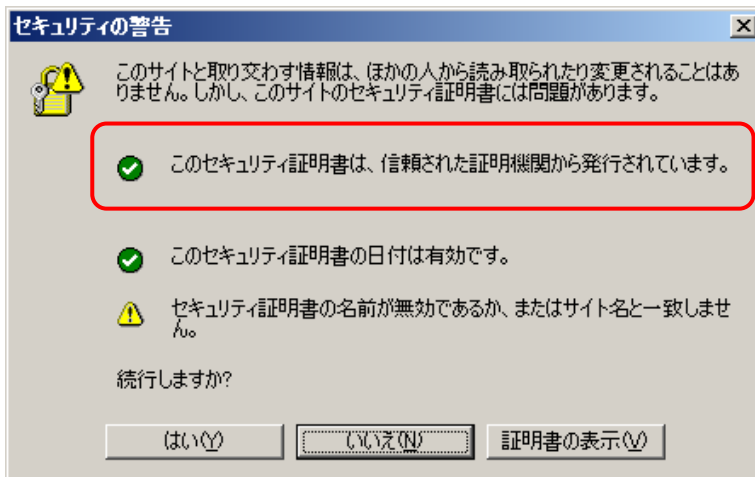 セキュリティの警告
このサイトと取り交わす情報は、ほかの人から読み取られたり変更されることはあ
りません。しかし、このサイトのセキュリティ証明書には問題があります。
このセキュリティ証明書は、信頼された証明機関から発行されています。
このセキュリティ証明書の日付は有効です。
セキュリティ証明書の名前が無効であるか、またはサイト名と一致しませ
ん。
続行しますか?
はい(Y) いいえ(N) 証明書の表示(V)